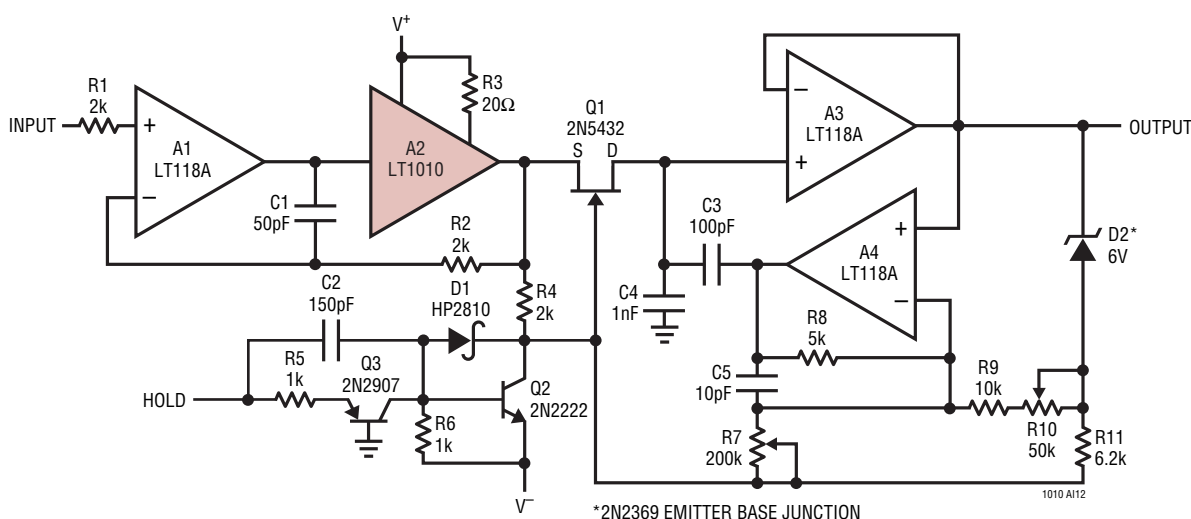 V+
R1
2k
INPUT
+
–
A1
LT118A
C1
50pF
A2
LT1010
R3
20Ω
R2
2k
Q1
2N5432
S D
A3
LT118A
–
+
OUTPUT
C3
100pF
C4
1nF
A4
LT118A
+
–
D2*
6V
C2
150pF
D1
HP2810
R4
2k
R5
1k
Q3
2N2907
HOLD
R6
1k
Q2
2N2222
V–
R8
5k
C5
10pF
R9
10k
R10
50k
R7
200k
R11
6.2k
1010 AI12
*2N2369 EMITTER BASE JUNCTION